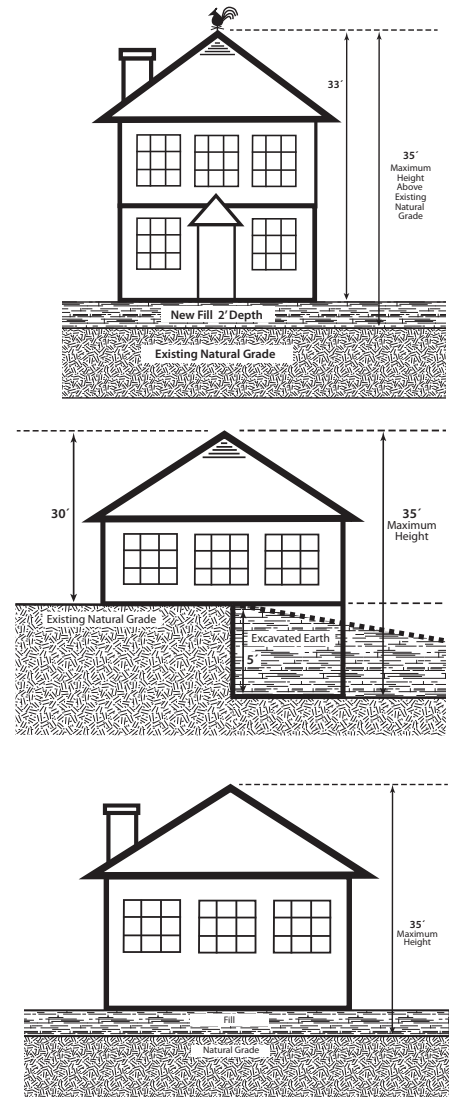 33´
35´
Maximum
Height
Above
Existing
Natural
Grade
New Fill 2' Depth
Existing Natural Grade
30´
35´
Maximum
Height
Existing Natural Grade
Excavated Earth
5´
35´
Maximum
Height
Fill
Natural Grade